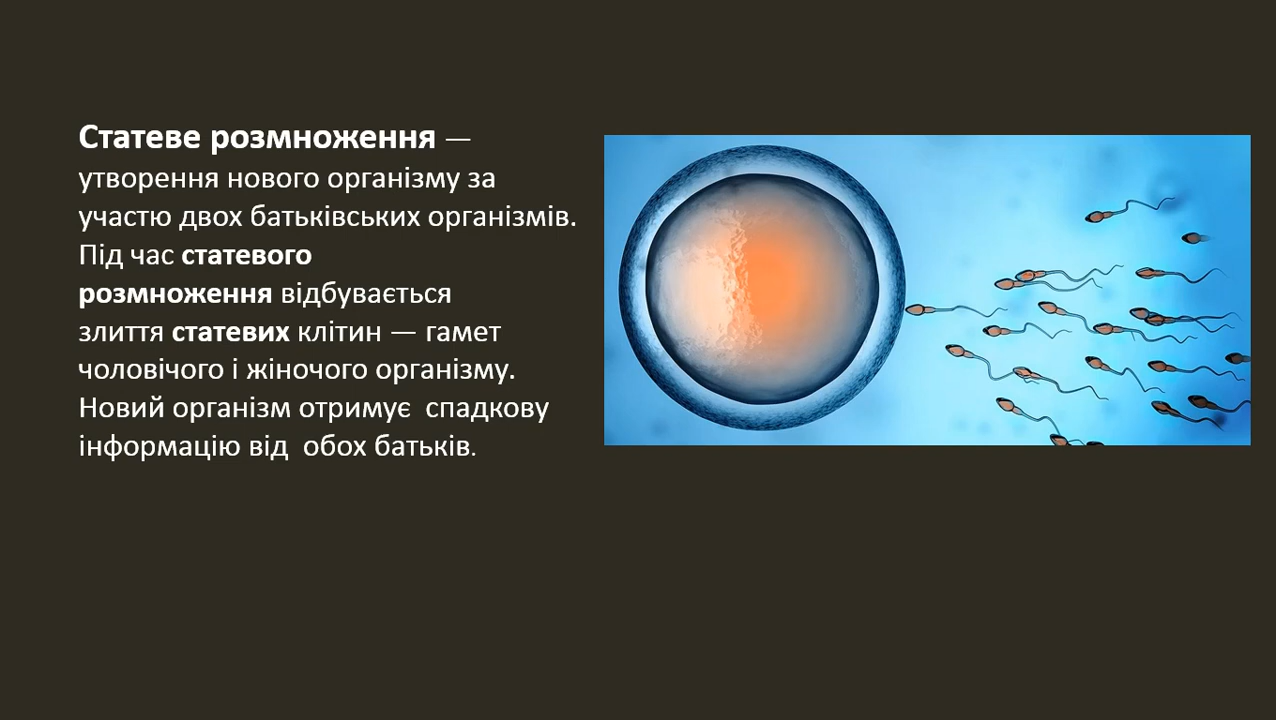 Статеве розмноження —
утворення нового організму за
участю двох батьківських організмів.
Під час статевого
розмноження відбувається
злиття статевих клітин — гамет
чоловічого і жіночого організму.
Новий організм отримує  спадкову
інформацію від  обох батьків.